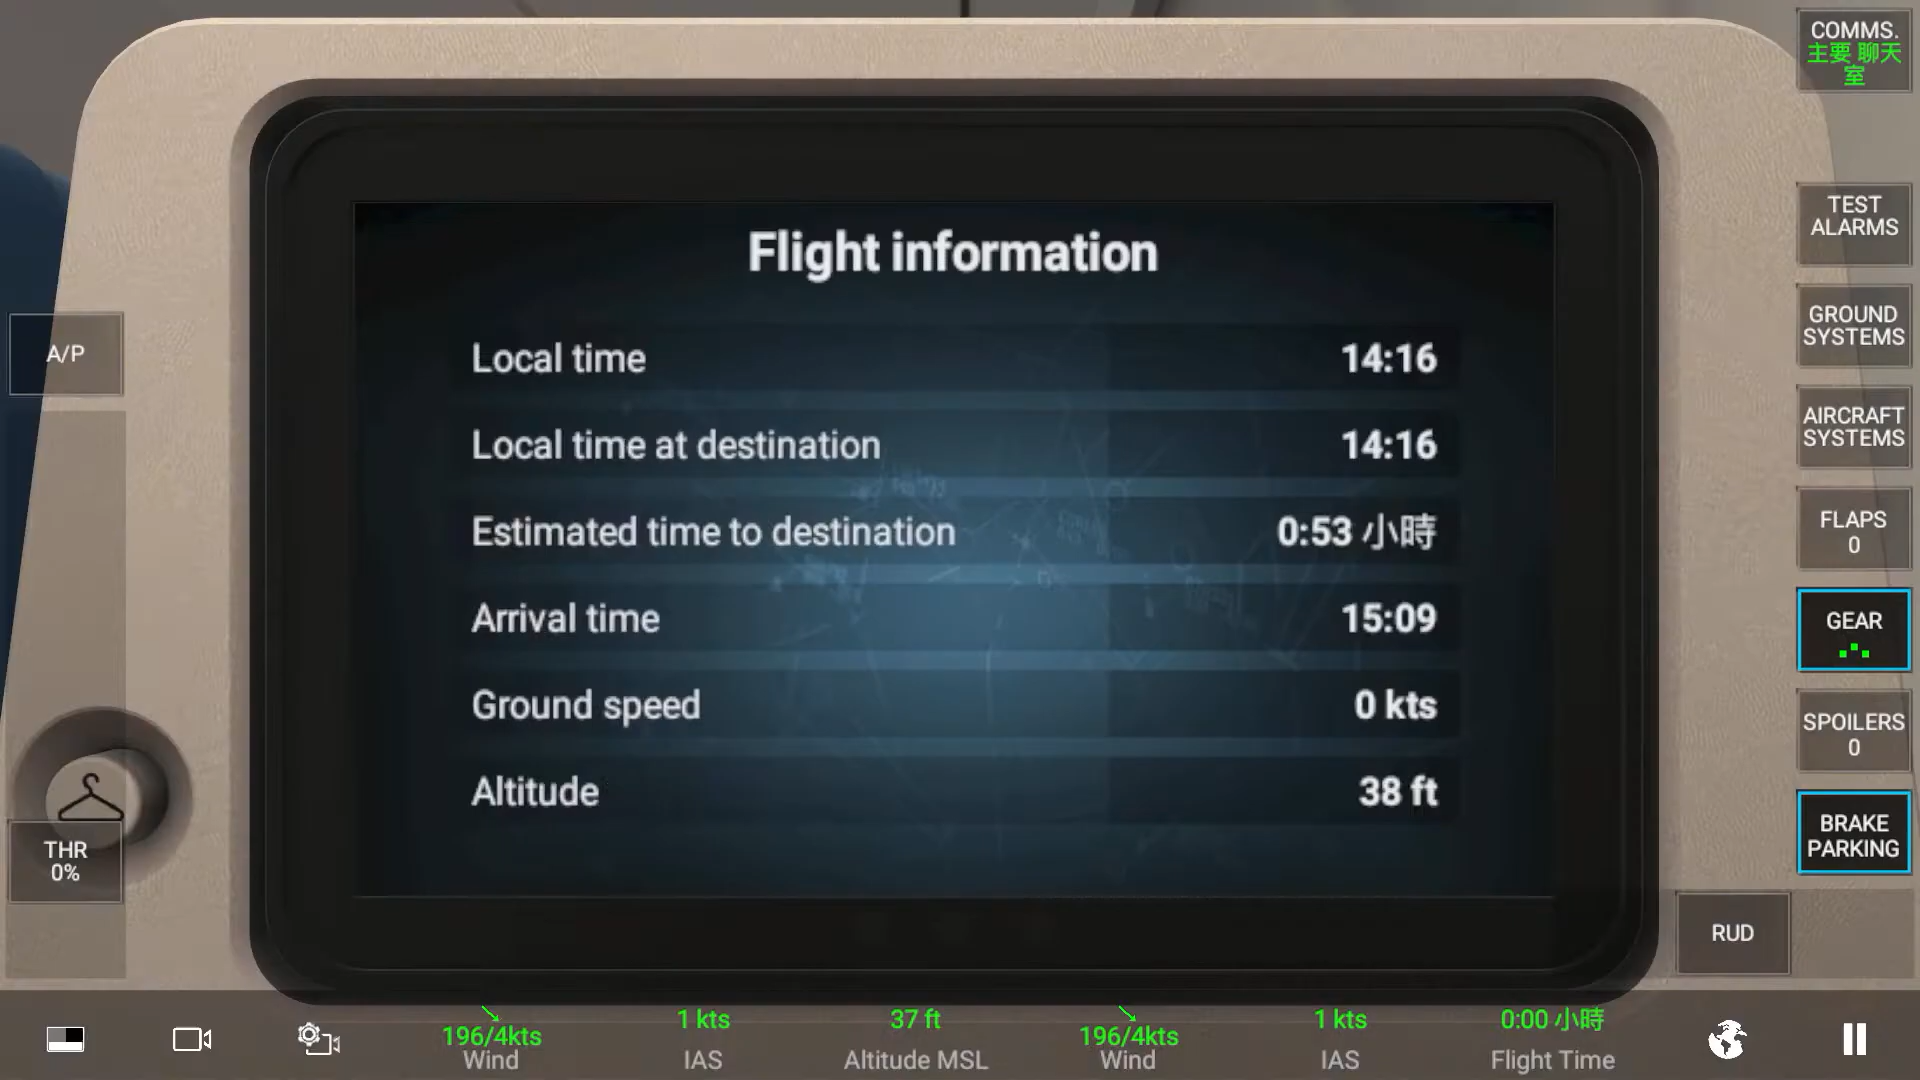 COMMS.
主要 聊天
室
Flight information
TEST
ALARMS
Local time 14:16
A/P
GROUND
SYSTEMS
Local time at destination 14:16
AIRCRAFT
SYSTEMS
Estimated time to destination 0:53 小時
FLAPS
0
Arrival time 15:09
GEAR
Ground speed 0 kts
SPOILERS
0
Altitude 38 ft
THR
0%
BRAKE
PARKING
RUD
196/4kts
Wind
1 kts
IAS
37 ft
Altitude MSL
196/4kts
Wind
1 kts
IAS
0:00 小時
Flight Time